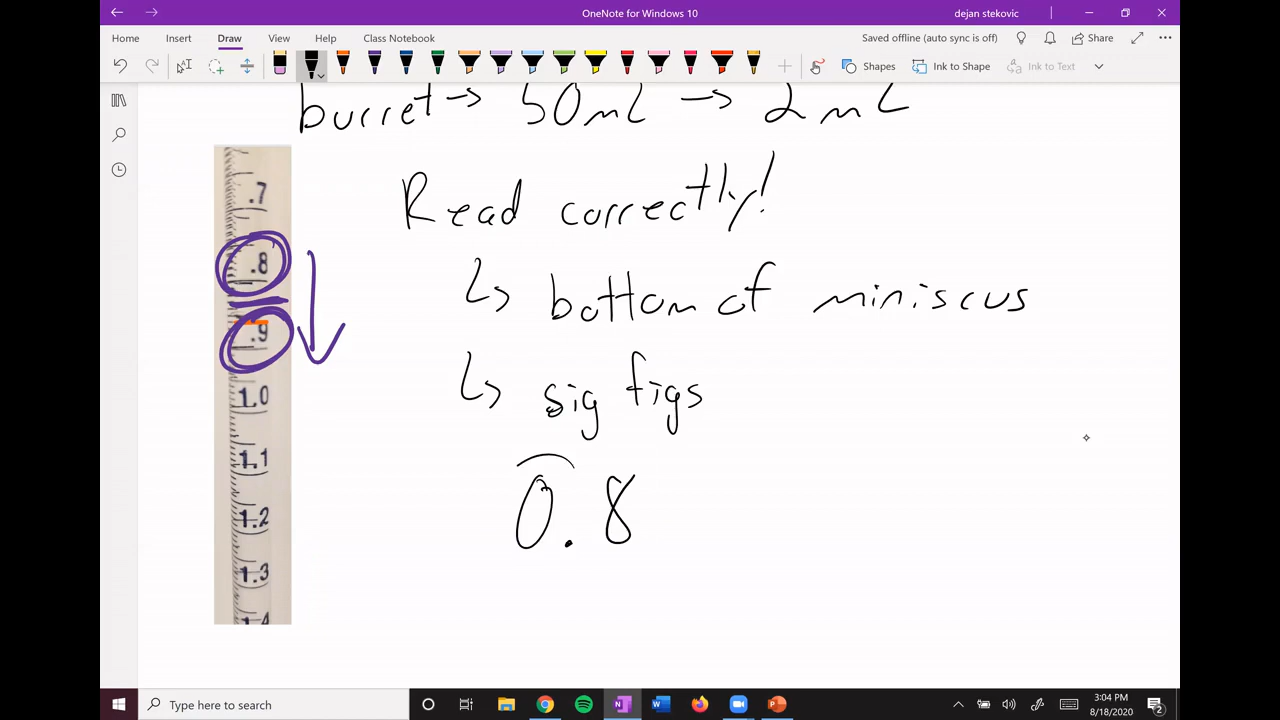 OneNote for Windows 10
dejan stekovic
Home Insert Draw View Help Class Notebook
Saved offline (auto sync is off)
Share
Shapes
Ink to Shape
Ink to Text
burret → 50mL → 2mL
Read correctly!
↳ bottom of miniscus
↳ sig figs
0.8
.7
.8
.9
1.0
1.1
1.2
1.3
1.4
Type here to search
3:04 PM
8/18/2020
2